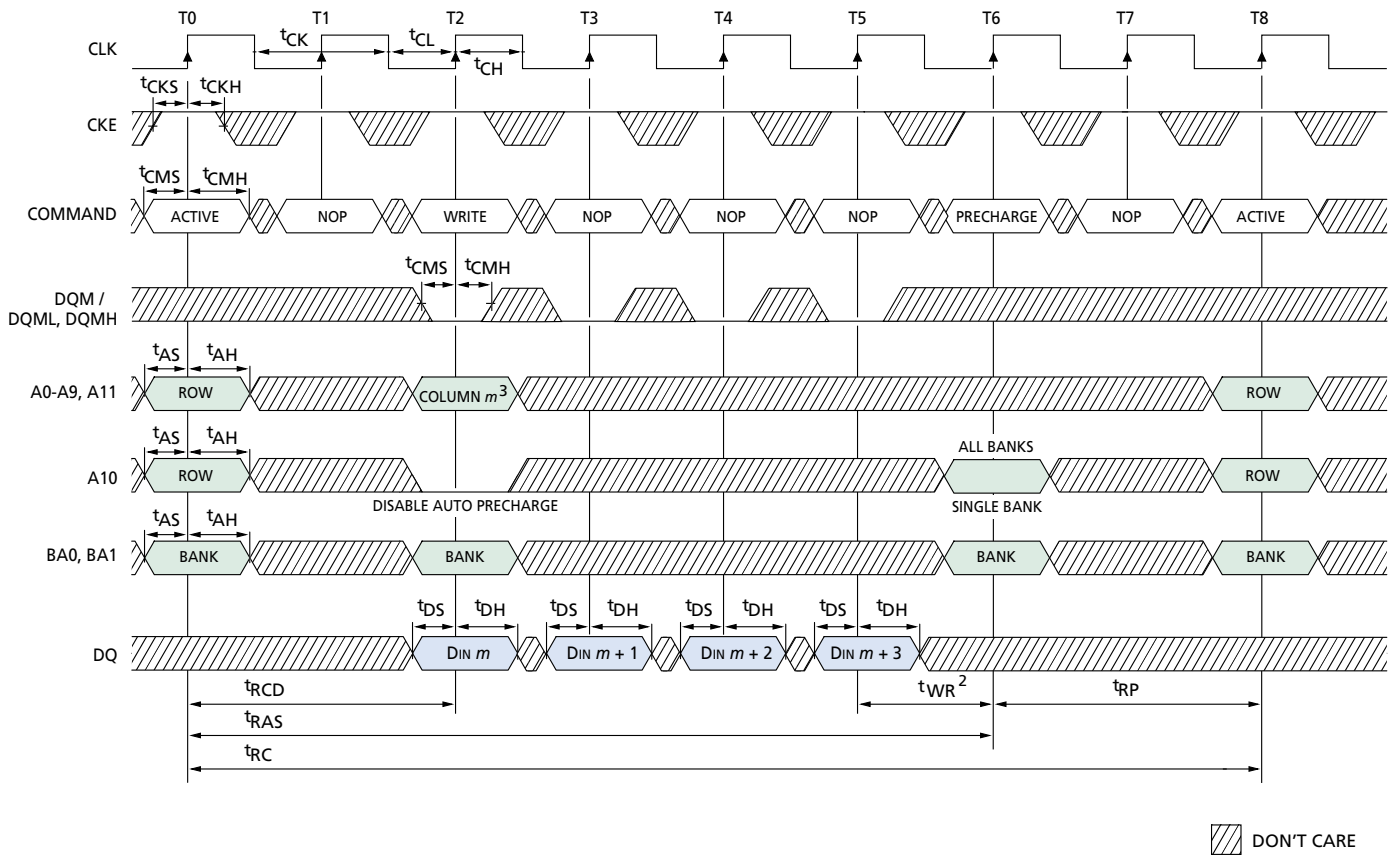 T0 T1 T2 T3 T4 T5 T6 T7 T8
CLK
tCK tCL
tCH
tCKS tCKH
CKE
tCMS tCMH
COMMAND ACTIVE NOP WRITE NOP NOP NOP PRECHARGE NOP ACTIVE
tCMS tCMH
DQM /
DQML, DQMH
tAS tAH
A0-A9, A11 ROW COLUMN m3 ROW
tAS tAH
ALL BANKS
A10 ROW ROW
DISABLE AUTO PRECHARGE SINGLE BANK
tAS tAH
BA0, BA1 BANK BANK BANK BANK
tDS tDH tDS tDH tDS tDH tDS tDH
DQ DIN m DIN m + 1 DIN m + 2 DIN m + 3
tRCD tWR2 tRP
tRAS
tRC
DON'T CARE